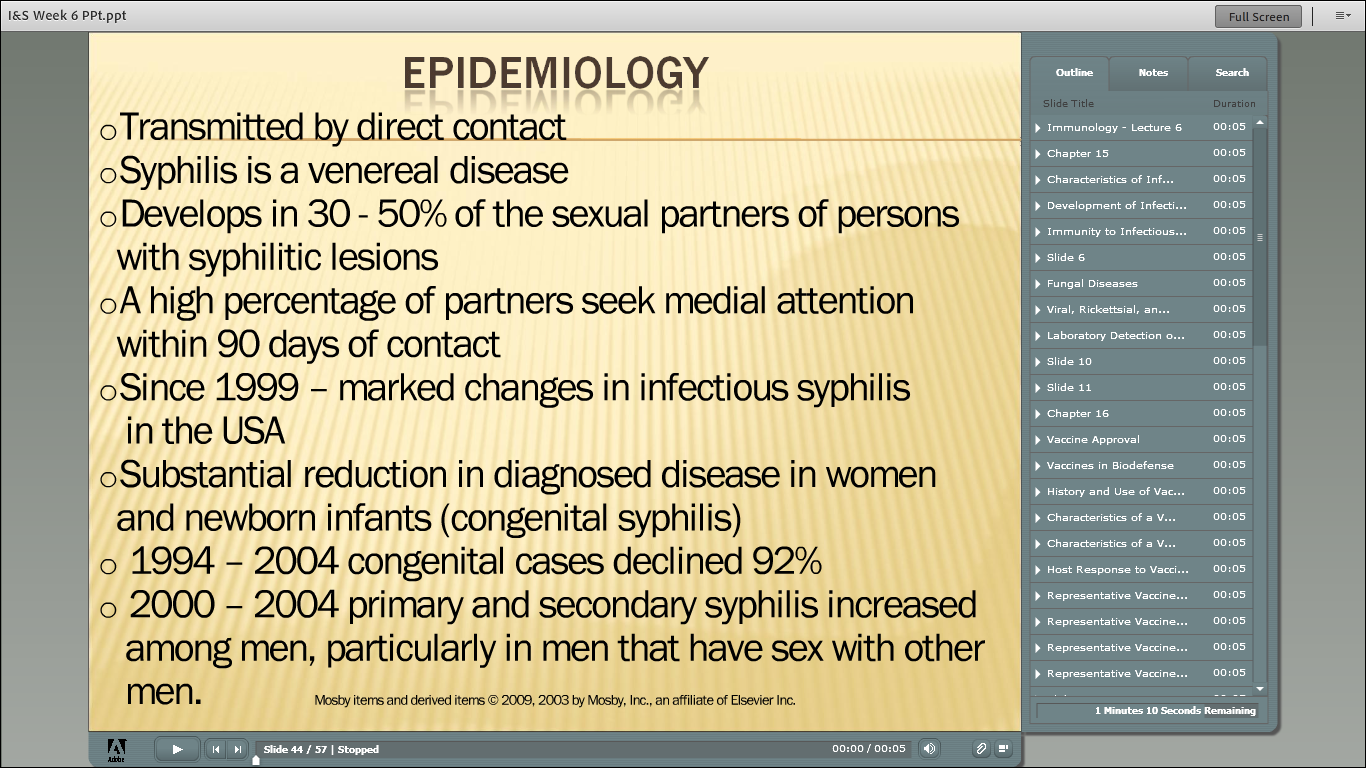 I&S Week 6 PPt.ppt
Full Screen
EPIDEMIOLOGY
oTransmitted by direct contact
oSyphilis is a venereal disease
oDevelops in 30 - 50% of the sexual partners of persons
with syphilitic lesions
oA high percentage of partners seek medial attention
within 90 days of contact
oSince 1999 – marked changes in infectious syphilis
in the USA
oSubstantial reduction in diagnosed disease in women
and newborn infants (congenital syphilis)
o 1994 – 2004 congenital cases declined 92%
o 2000 – 2004 primary and secondary syphilis increased
among men, particularly in men that have sex with other
men.
Mosby items and derived items © 2009, 2003 by Mosby, Inc., an affiliate of Elsevier Inc.
Outline Notes Search
Slide Title Duration
Immunology - Lecture 6 00:05
Chapter 15 00:05
Characteristics of Inf... 00:05
Development of Infecti... 00:05
Immunity to Infectious... 00:05
Slide 6 00:05
Fungal Diseases 00:05
Viral, Rickettsial, an... 00:05
Laboratory Detection o... 00:05
Slide 10 00:05
Slide 11 00:05
Chapter 16 00:05
Vaccine Approval 00:05
Vaccines in Biodefense 00:05
History and Use of Vac... 00:05
Characteristics of a V... 00:05
Characteristics of a V... 00:05
Host Response to Vacci... 00:05
Representative Vaccine... 00:05
Representative Vaccine... 00:05
Representative Vaccine... 00:05
Representative Vaccine... 00:05
1 Minutes 10 Seconds Remaining
Adobe
Slide 44 / 57 | Stopped 00:00 / 00:05